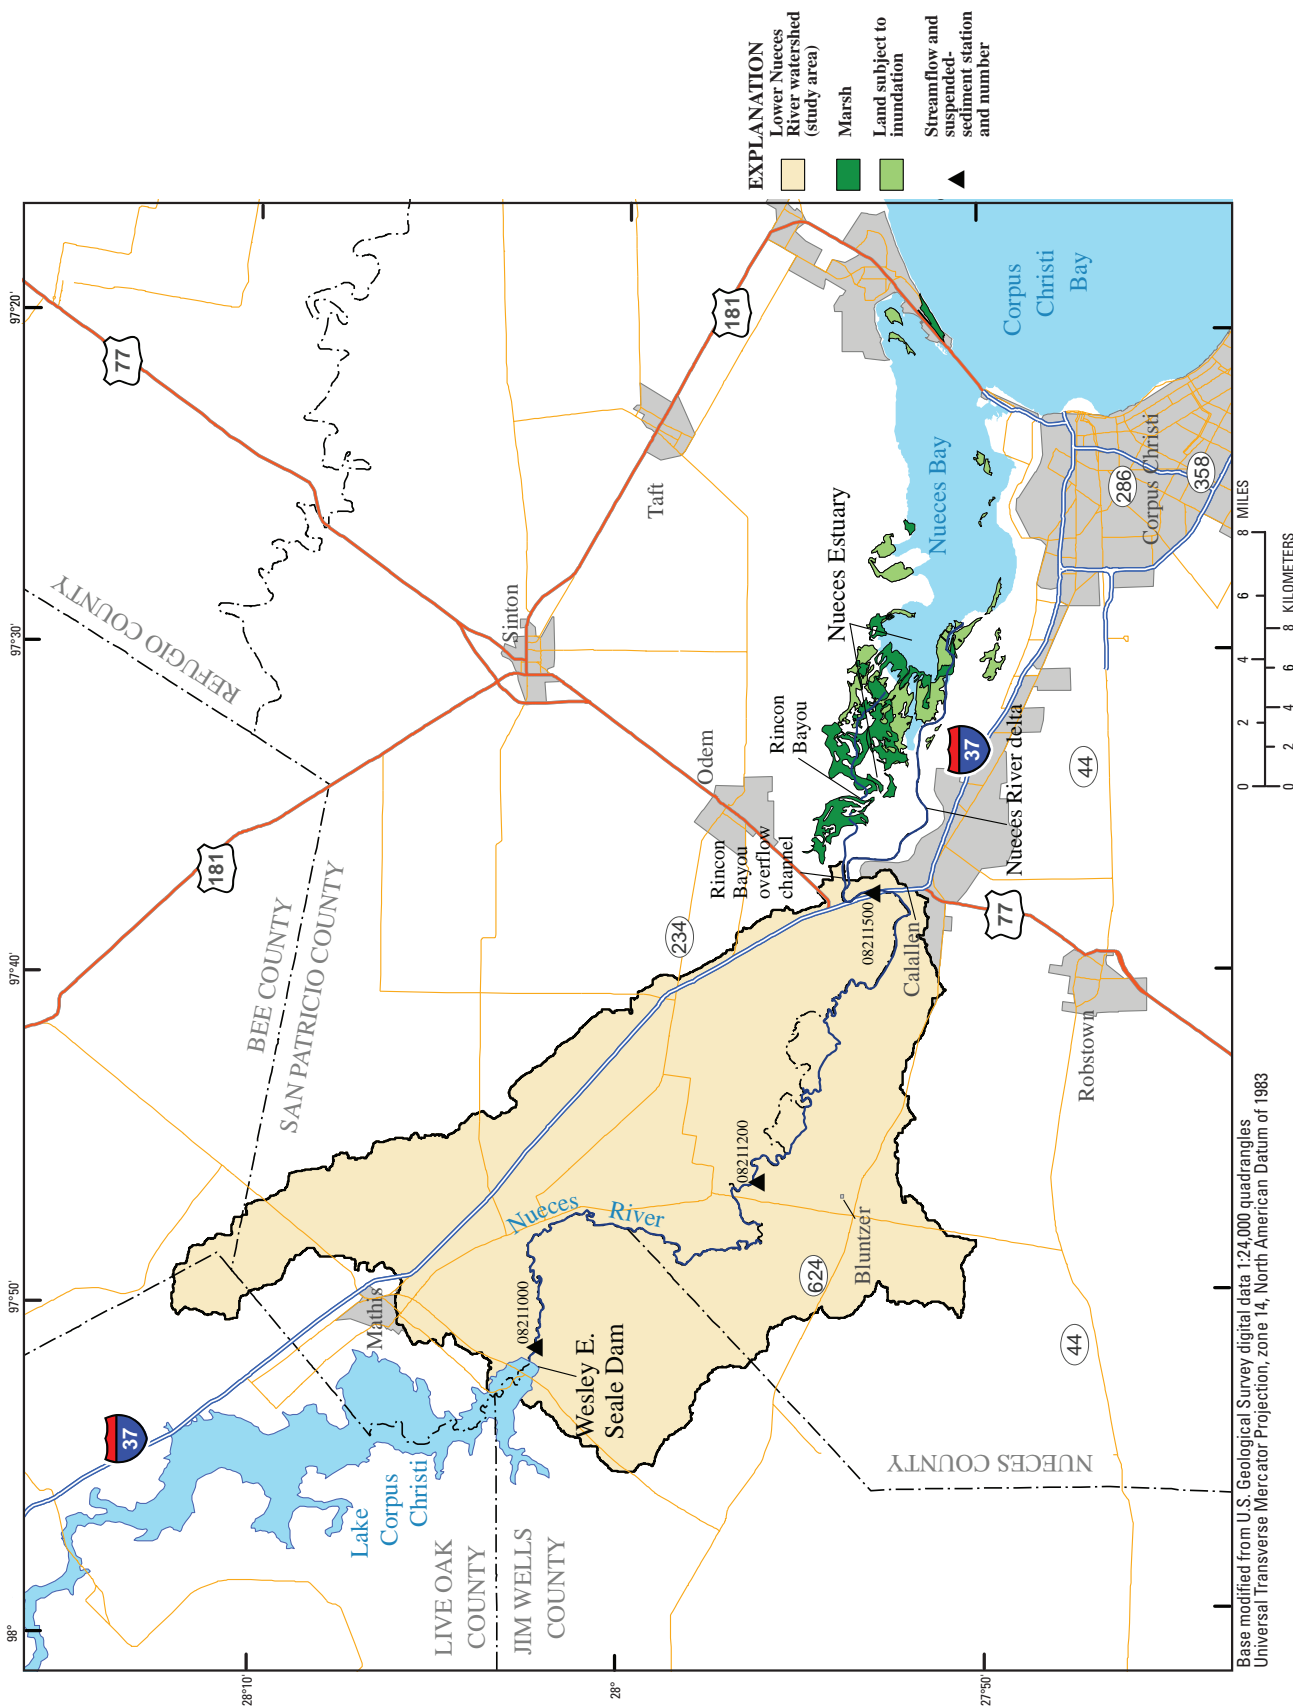 98°
97°50'
97°40'
97°30'
97°20'
28°10'
28°
27°50'
37
181
77
REFUGIO COUNTY
BEE COUNTY
SAN PATRICIO COUNTY
LIVE OAK
COUNTY
JIM WELLS
COUNTY
NUECES COUNTY
Lake
Corpus
Christi
Mathis
Sinton
Taft
181
Odem
234
Wesley E.
Seale Dam
08211000
Nueces River
08211200
08211500
Rincon
Bayou
overflow
channel
Rincon
Bayou
Nueces Estuary
Nueces Bay
Corpus
Christi
Bay
Nueces River delta
Calallen
Bluntzer
624
37
77
Robstown
44
44
286
358
Corpus Christi
EXPLANATION
Lower Nueces
River watershed
(study area)
Marsh
Land subject to
inundation
Streamflow and
suspended-
sediment station
and number
0 2 4 6 8 MILES
0 2 4 6 8 KILOMETERS
Base modified from U.S. Geological Survey digital data 1:24,000 quadrangles
Universal Transverse Mercator Projection, zone 14, North American Datum of 1983